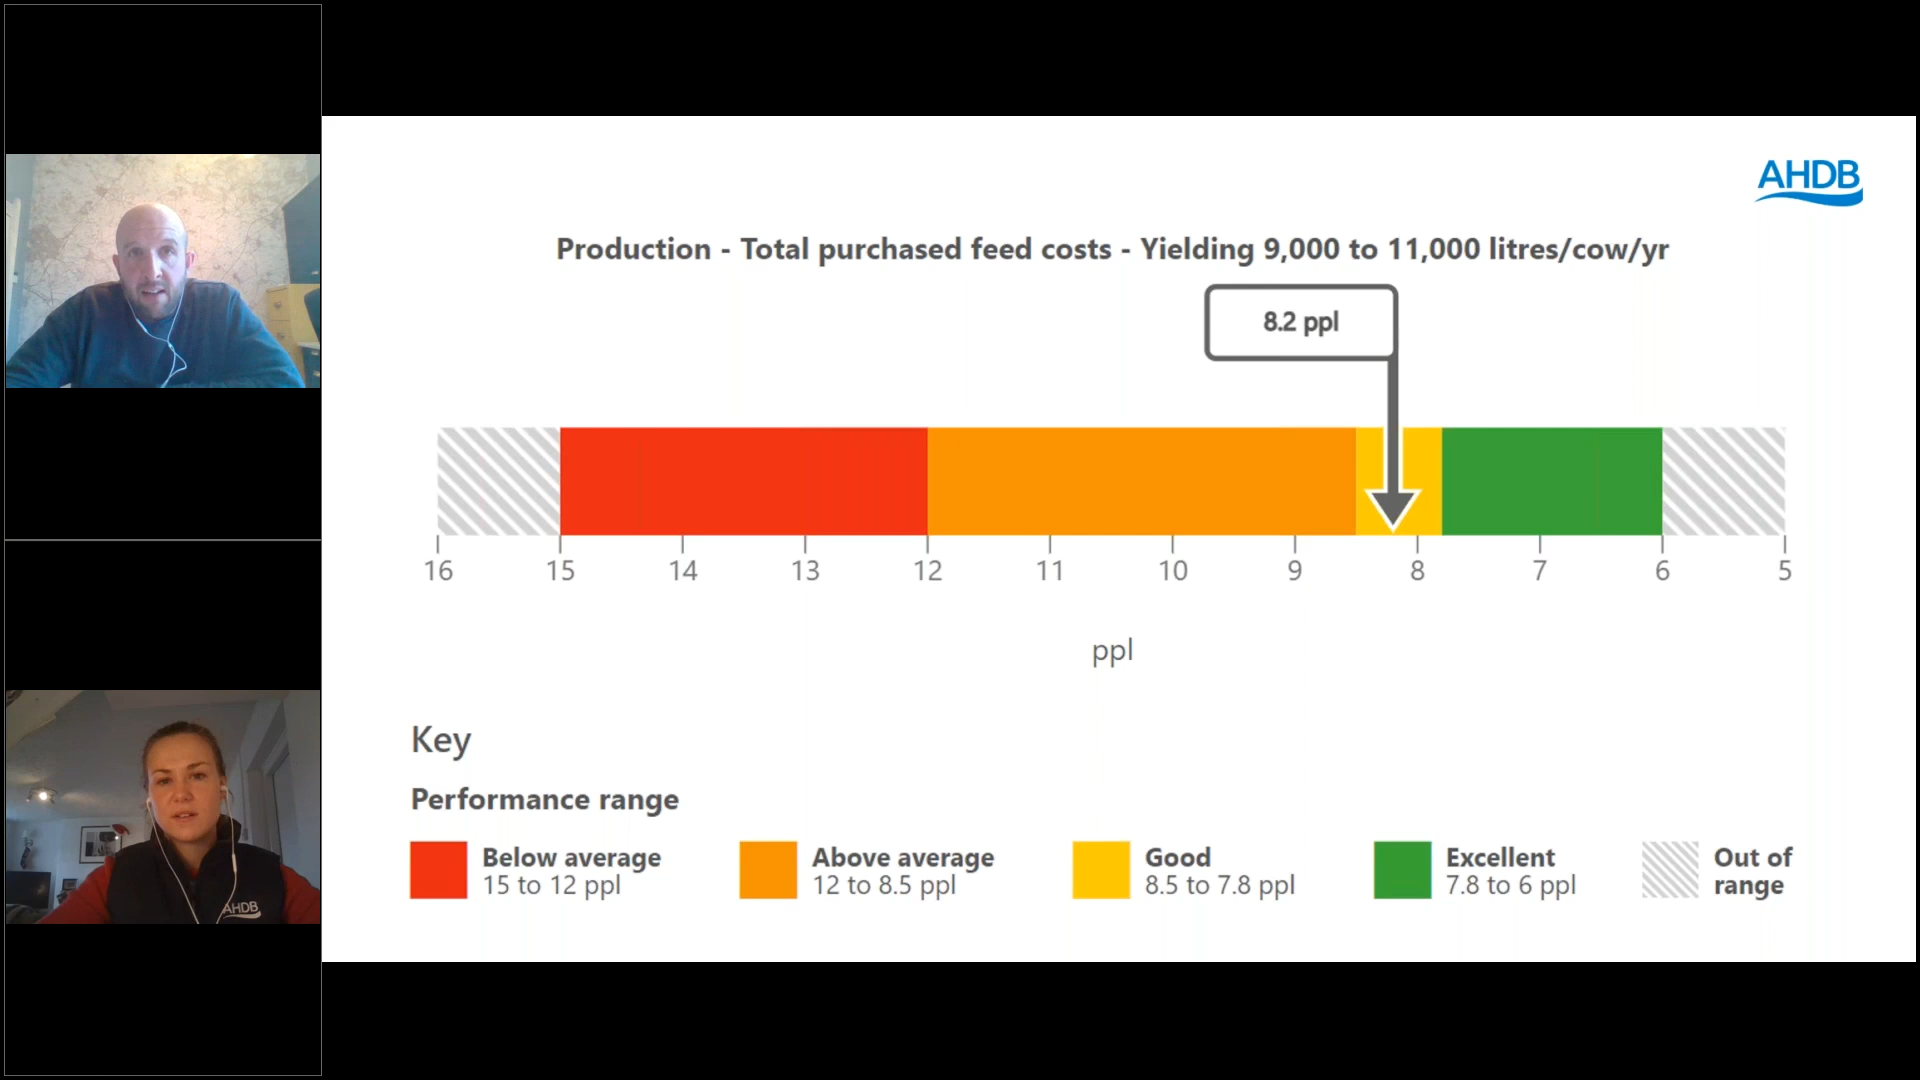 AHDB
Production - Total purchased feed costs - Yielding 9,000 to 11,000 litres/cow/yr
8.2 ppl
16 15 14 13 12 11 10 9 8 7 6 5
ppl
Key
Performance range
Below average
15 to 12 ppl
Above average
12 to 8.5 ppl
Good
8.5 to 7.8 ppl
Excellent
7.8 to 6 ppl
Out of
range
AHDB